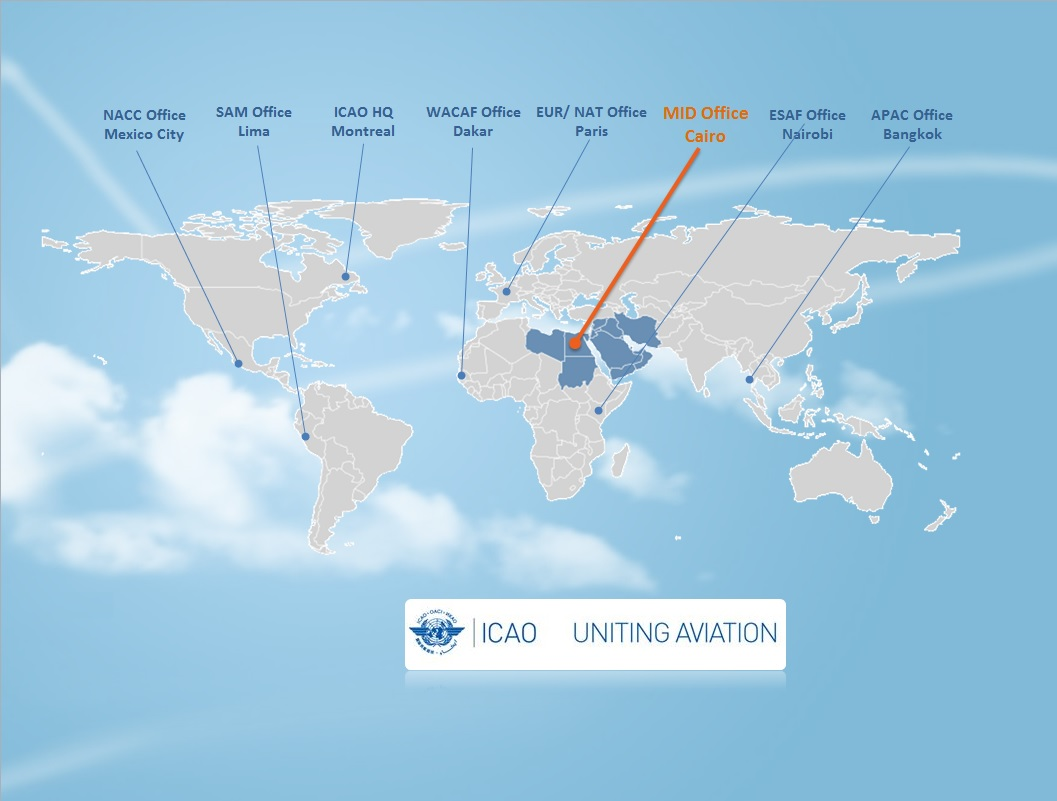 NACC Office
Mexico City
SAM Office
Lima
ICAO HQ
Montreal
WACAF Office
Dakar
EUR/ NAT Office
Paris
MID Office
Cairo
ESAF Office
Nairobi
APAC Office
Bangkok
ICAO
UNITING AVIATION